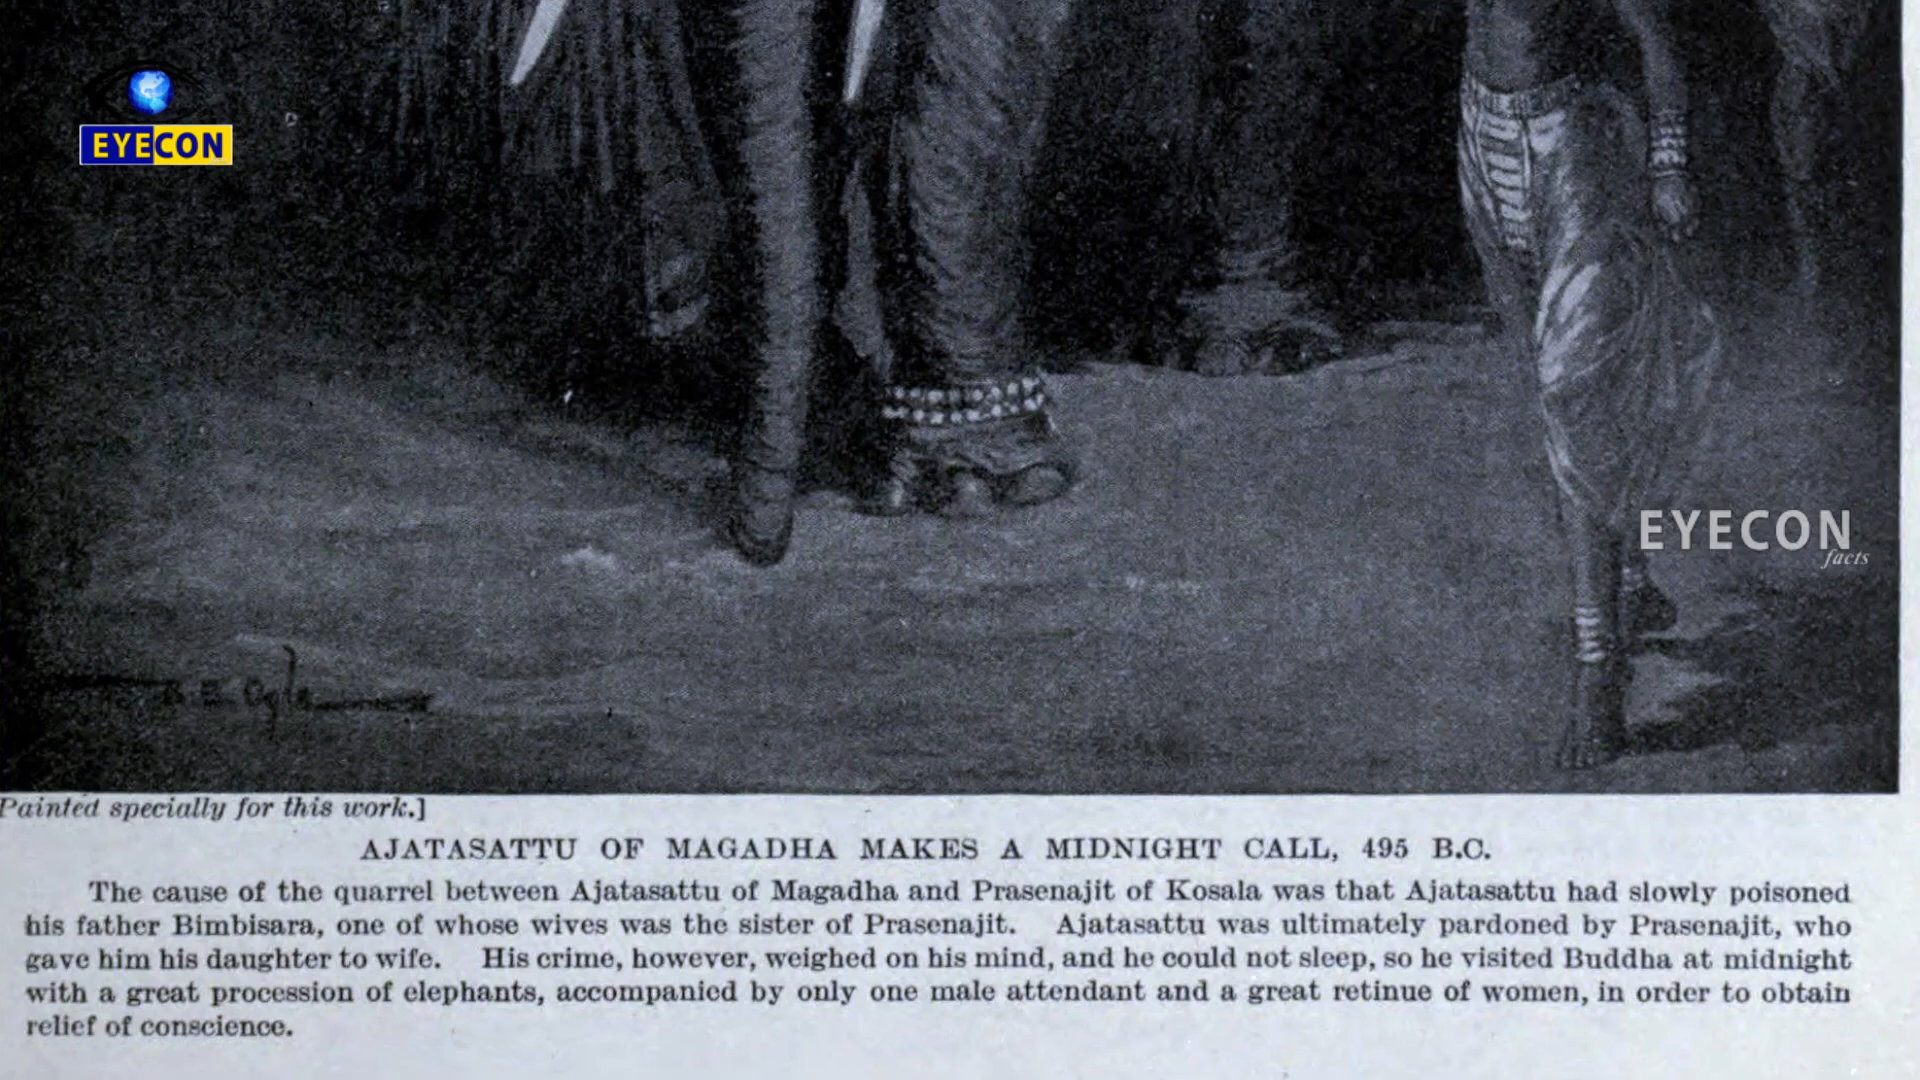 EYECON
EYECON
facts
Painted specially for this work.]
AJATASATTU OF MAGADHA MAKES A MIDNIGHT CALL, 495 B.C.
The cause of the quarrel between Ajatasattu of Magadha and Prasenajit of Kosala was that Ajatasattu had slowly poisoned
his father Bimbisara, one of whose wives was the sister of Prasenajit. Ajatasattu was ultimately pardoned by Prasenajit, who
gave him his daughter to wife. His crime, however, weighed on his mind, and he could not sleep, so he visited Buddha at midnight
with a great procession of elephants, accompanied by only one male attendant and a great retinue of women, in order to obtain
relief of conscience.